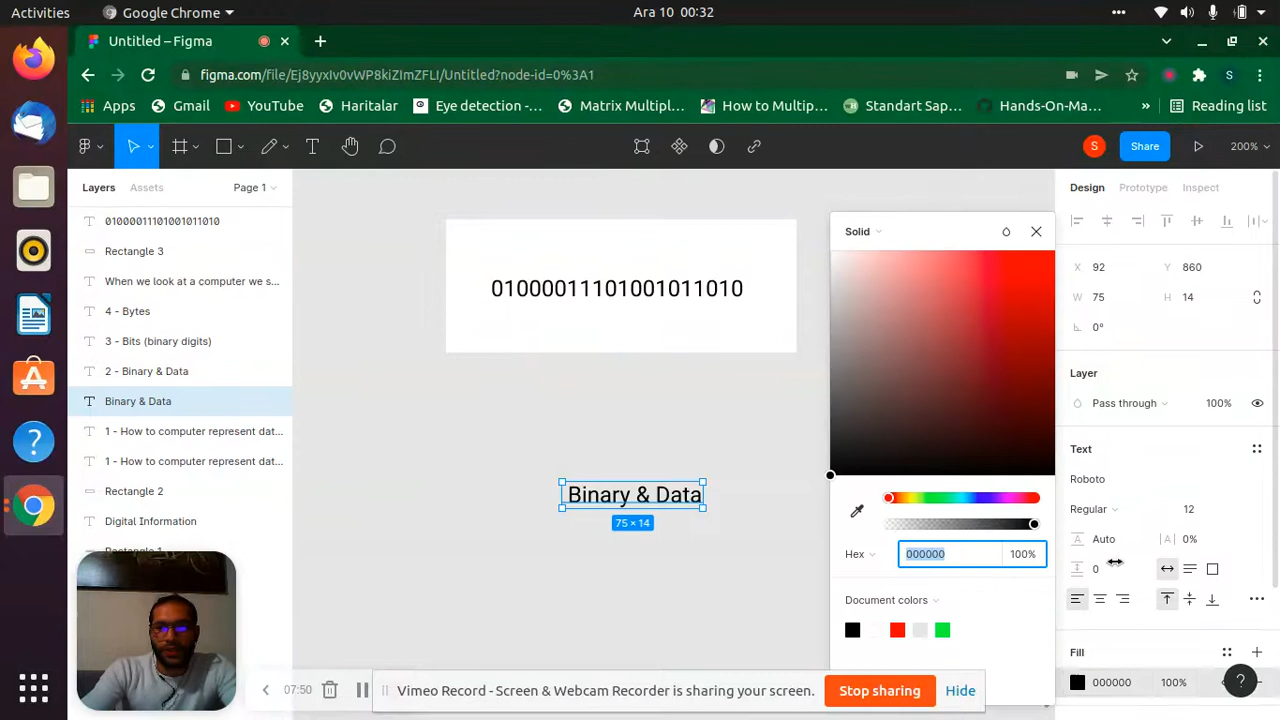 Activities
Google Chrome
Ara 10 00:32
Untitled – Figma
figma.com/file/Ej8yyxIv0vWP8kiZImZFLI/Untitled?node-id=0%3A1
Apps
Gmail
YouTube
Haritalar
Eye detection -...
Matrix Multipl...
How to Multip...
Standart Sap...
Hands-On-Ma...
»
Reading list
S
Share
200%
Layers
Assets
Page 1
01000011101001011010
Rectangle 3
When we look at a computer we s...
4 - Bytes
3 - Bits (binary digits)
2 - Binary & Data
Binary & Data
1 - How to computer represent dat...
1 - How to computer represent dat...
Rectangle 2
Digital Information
01000011101001011010
Binary & Data
75 × 14
Solid
Hex
000000
100%
Document colors
Design
Prototype
Inspect
X 92
Y 860
W 75
H 14
0°
Layer
Pass through
100%
Text
Roboto
Regular
12
Auto
0%
0
Fill
000000
100%
?
07:50
Vimeo Record - Screen & Webcam Recorder is sharing your screen.
Stop sharing
Hide